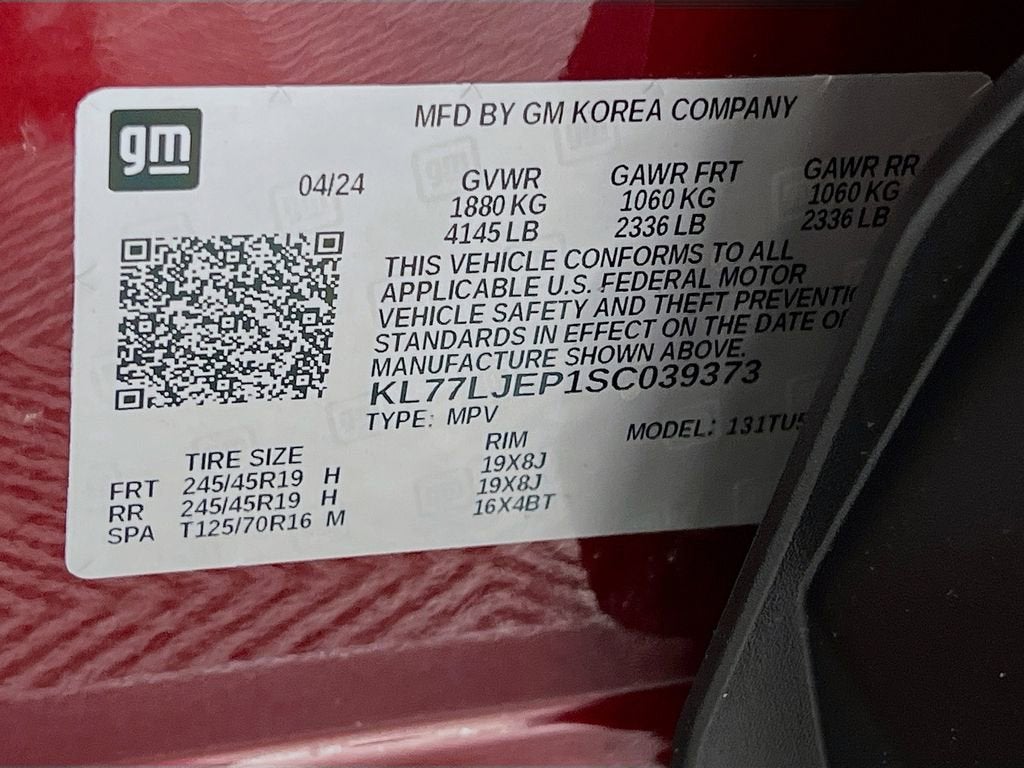 gm
MFD BY GM KOREA COMPANY
04/24
GVWR GAWR FRT GAWR RR
1880 KG 1060 KG 1060 KG
4145 LB 2336 LB 2336 LB
THIS VEHICLE CONFORMS TO ALL
APPLICABLE U.S. FEDERAL MOTOR
VEHICLE SAFETY AND THEFT
STANDARDS IN EFFECT ON THE DATE
MANUFACTURE SHOWN ABOVE.
KL77LJEP1SC039373
TYPE: MPV MODEL:
TIRE SIZE RIM
FRT 245/45R19 H 19X8J
RR 245/45R19 H 19X8J
SPA T125/70R16 M 16X4BT